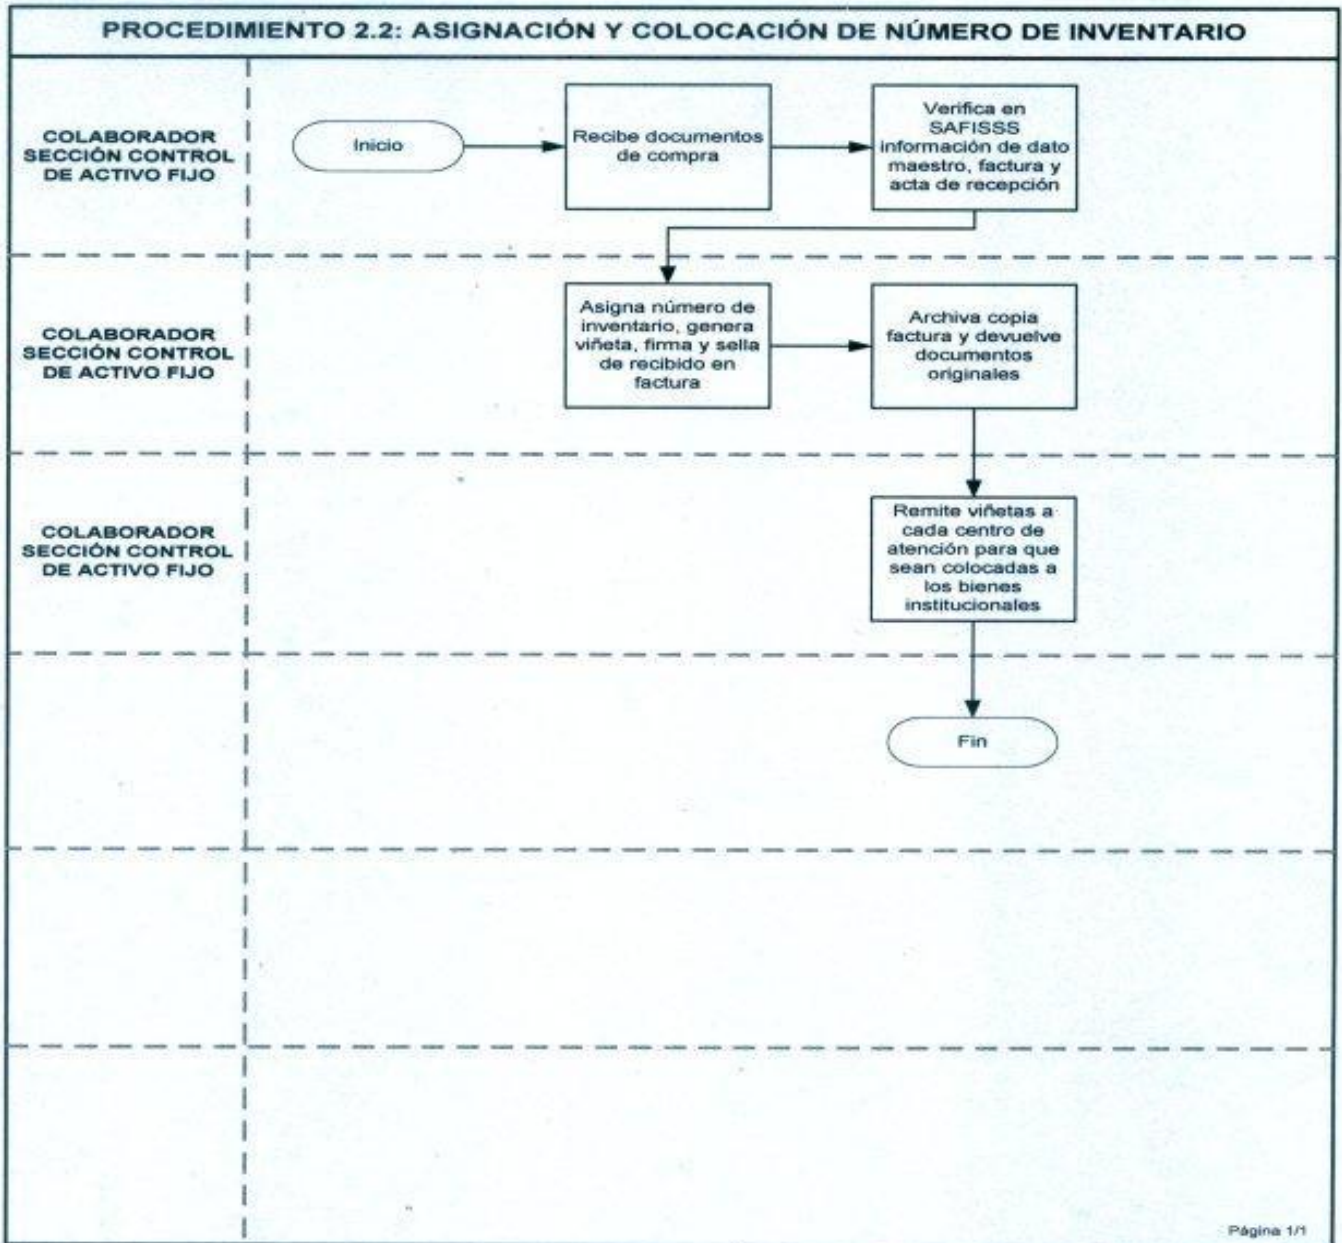 PROCEDIMIENTO 2.2: ASIGNACIÓN Y COLOCACIÓN DE NÚMERO DE INVENTARIO
COLABORADOR
SECCIÓN CONTROL
DE ACTIVO FIJO
Inicio
Recibe documentos
de compra
Verifica en
SAFISSS
información de dato
maestro, factura y
acta de recepción
COLABORADOR
SECCIÓN CONTROL
DE ACTIVO FIJO
Asigna número de
inventario, genera
viñeta, firma y sella
de recibido en
factura
Archiva copia
factura y devuelve
documentos
originales
COLABORADOR
SECCIÓN CONTROL
DE ACTIVO FIJO
Remite viñetas a
cada centro de
atención para que
sean colocadas a
los bienes
institucionales
Fin
Página 1/1